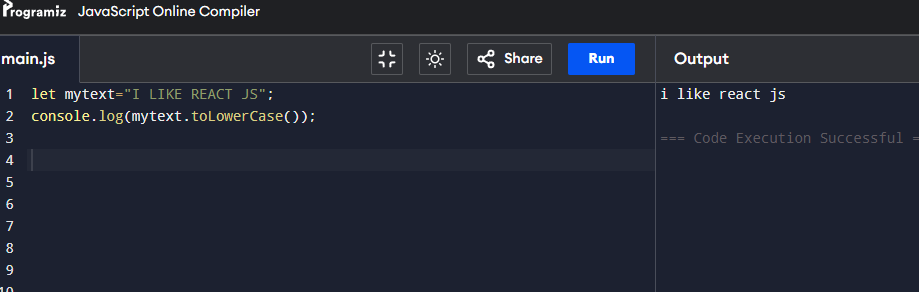 Programiz JavaScript Online Compiler
main.js Share Run Output
1 let mytext="I LIKE REACT JS";
2 console.log(mytext.toLowerCase());
3
4
5
6
7
8
9
10
i like react js
=== Code Execution Successful =